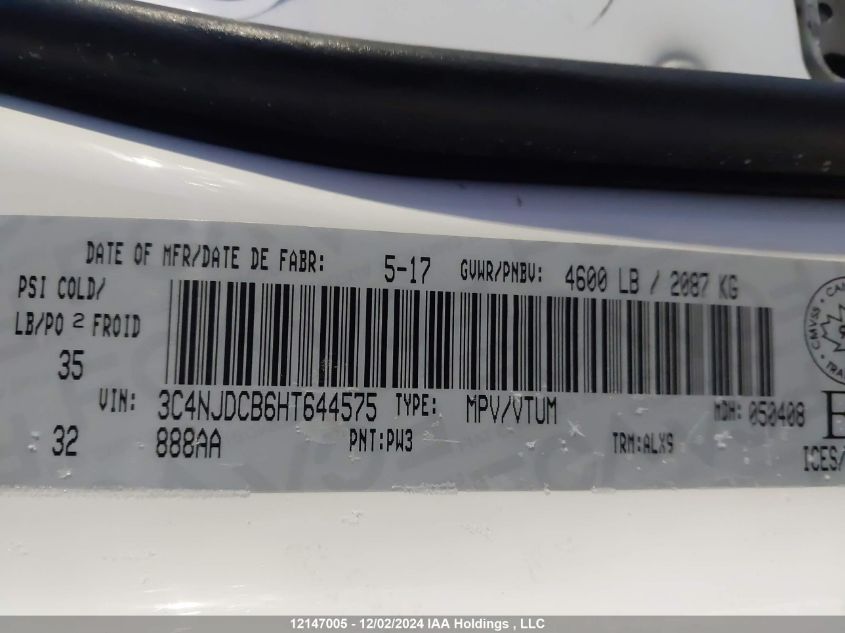 DATE OF MFR/DATE DE FABR: 5-17 GVWR/PNBV: 4600 LB / 2087 KG
PSI COLD/
LB/PO 2 FROID
35
VIN: 3C4NJDCB6HT644575 TYPE: MPV/VTUM MDH: 050408
32 888AA PNT:PW3 TRM:ALX9
ICES/
CMVSS
12147005 - 12/02/2024 IAA Holdings , LLC